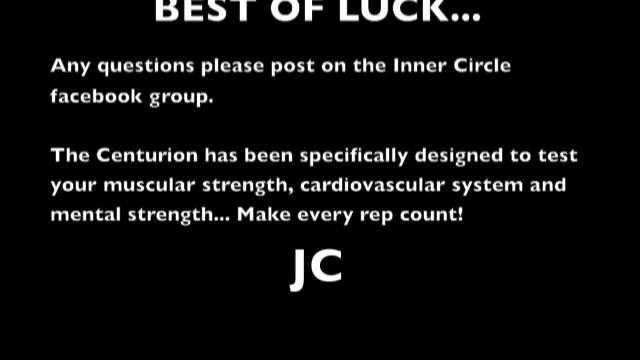 BEST OF LUCK...
Any questions please post on the Inner Circle
facebook group.
The Centurion has been specifically designed to test
your muscular strength, cardiovascular system and
mental strength... Make every rep count!
JC